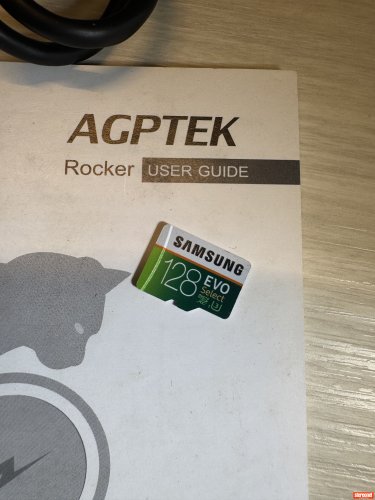 AGPTEK
Rocker USER GUIDE
SAMSUNG
128 EVO
Select